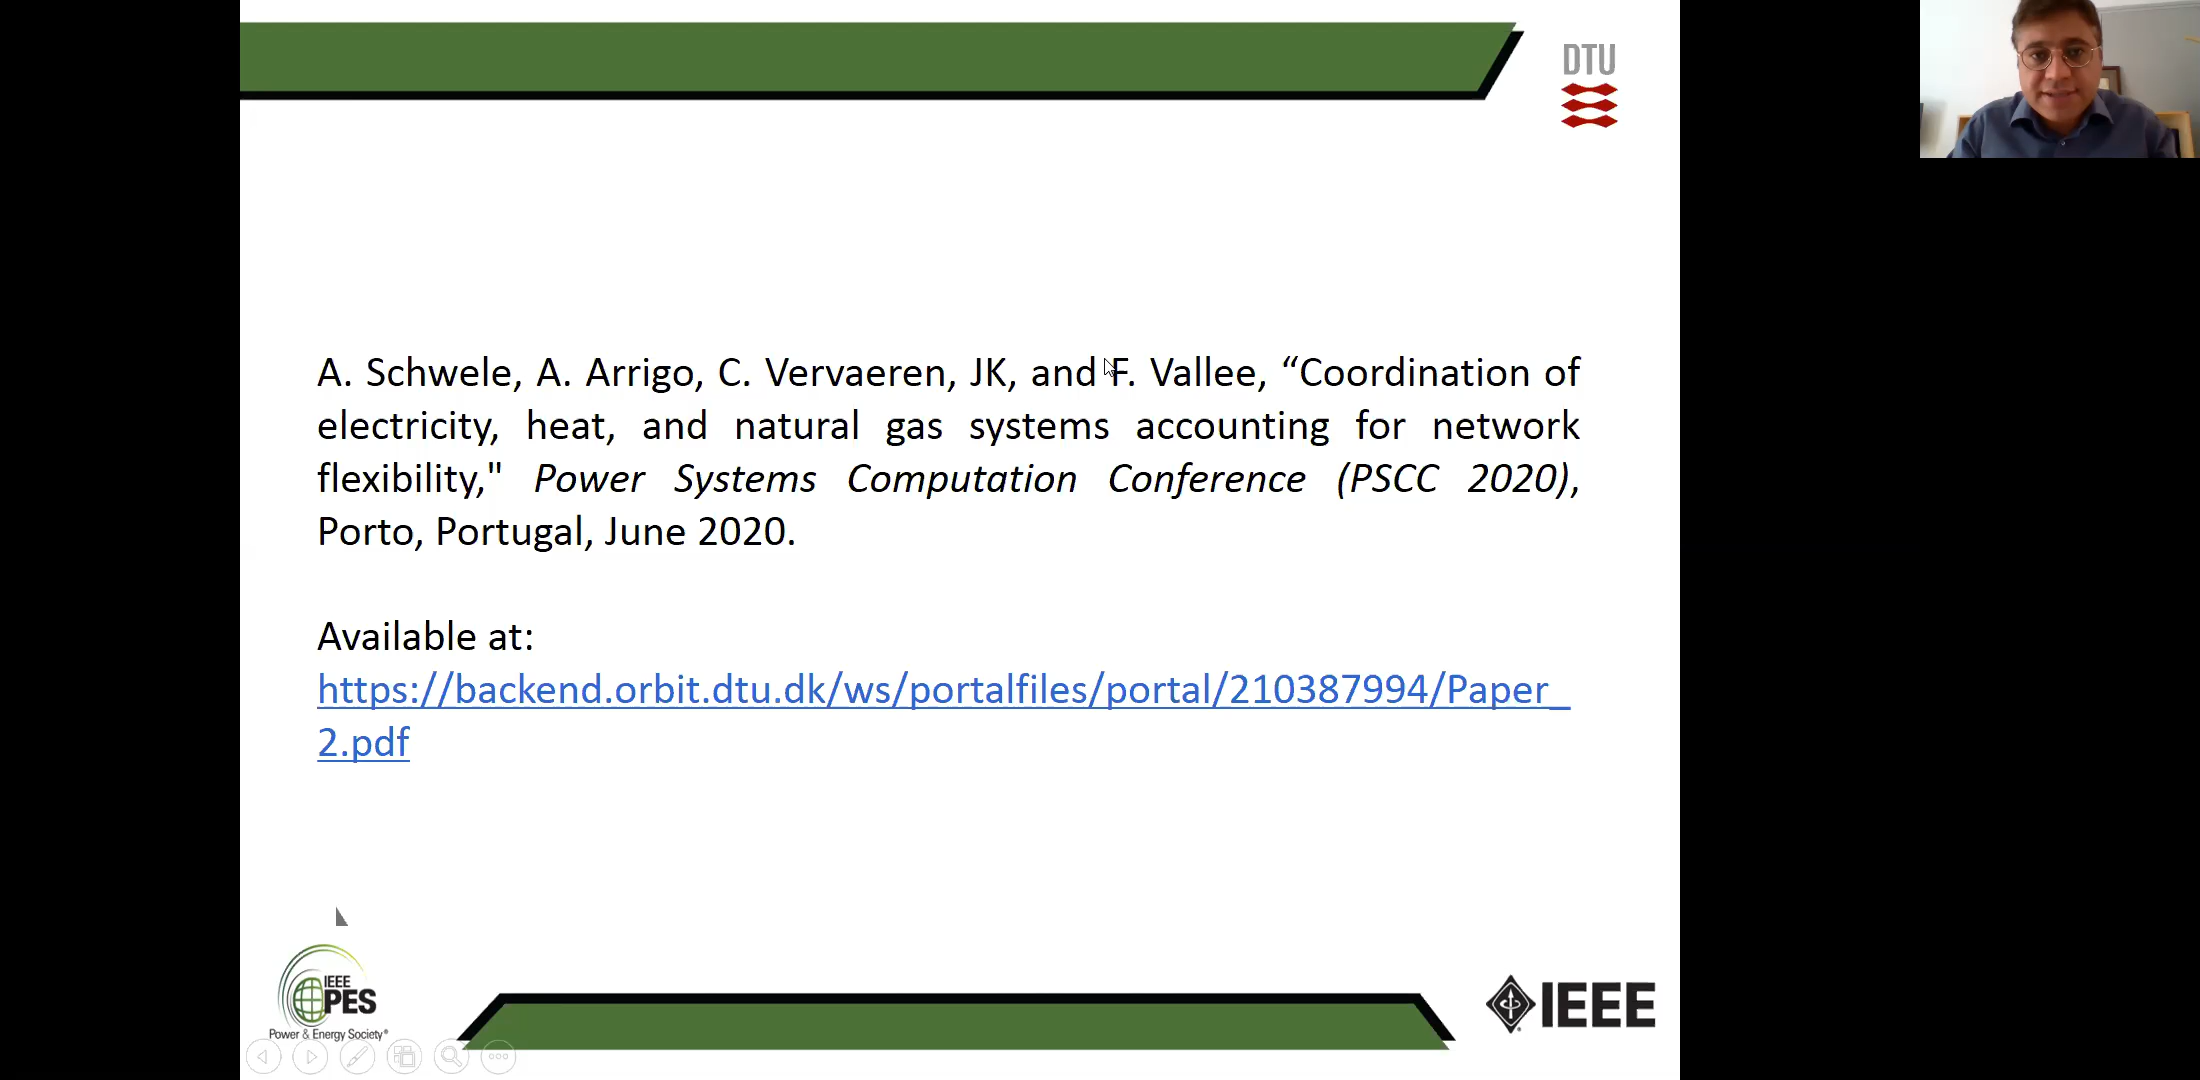 DTU
A. Schwele, A. Arrigo, C. Vervaeren, JK, and F. Vallee, “Coordination of
electricity, heat, and natural gas systems accounting for network
flexibility," Power Systems Computation Conference (PSCC 2020),
Porto, Portugal, June 2020.
Available at:
https://backend.orbit.dtu.dk/ws/portalfiles/portal/210387994/Paper_
2.pdf
IEEE
PES
Power & Energy Society®
IEEE